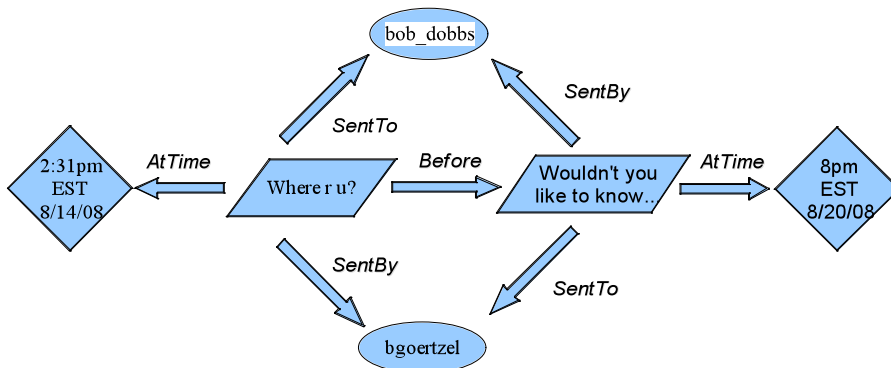 bob_dobbs
SentTo
SentBy
2:31pm
EST
8/14/08
AtTime
Where r u?
Before
Wouldn't you
like to know...
AtTime
8pm
EST
8/20/08
SentBy
SentTo
bgoertzel